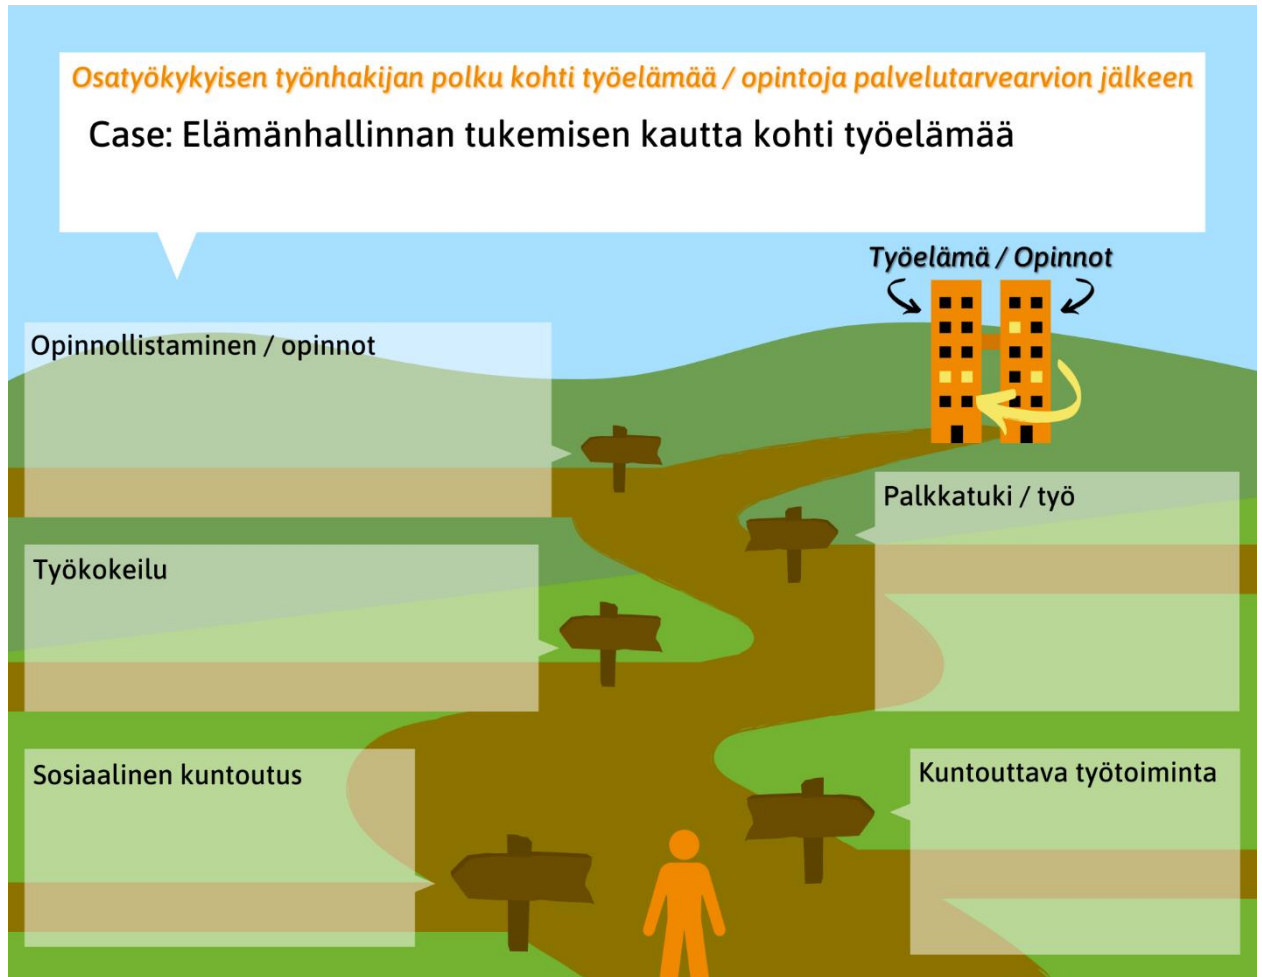 Osatyökykyisen työnhakijan polku kohti työelämää / opintoja palvelutarvearvion jälkeen
Case: Elämänhallinnan tukemisen kautta kohti työelämää
Työelämä / Opinnot
Opinnollistaminen / opinnot
Palkkatuki / työ
Työkokeilu
Sosiaalinen kuntoutus
Kuntouttava työtoiminta